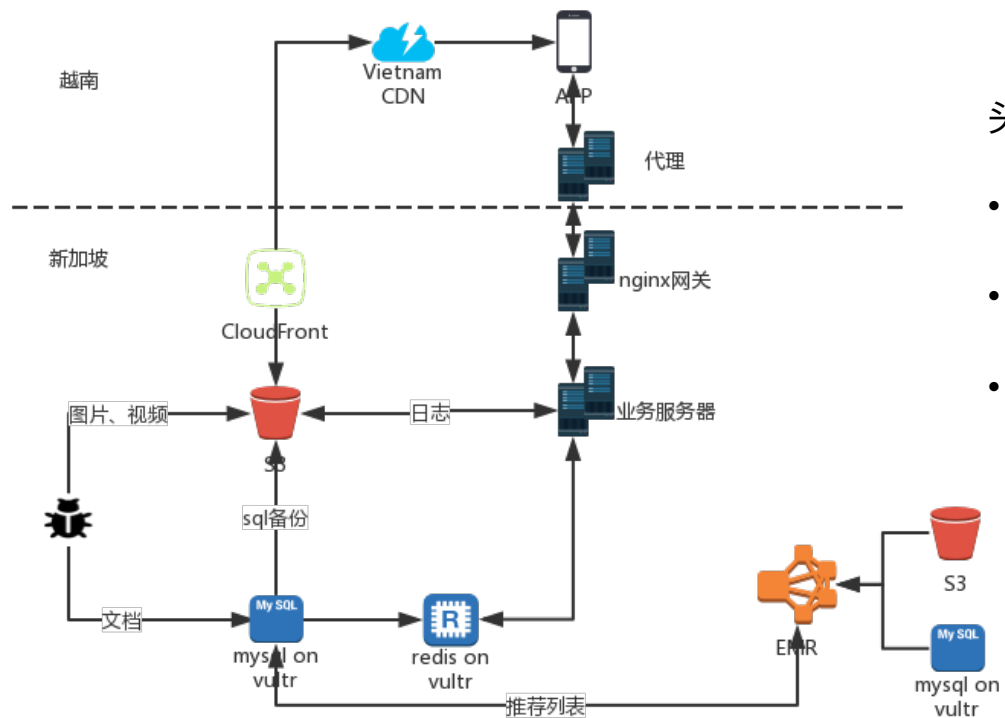 Vietnam
CDN
越南
APP
头
代理
•
新加坡
nginx网关
•
CloudFront
•
图片、视频
日志
业务服务器
S3
sql备份
S3
My SQL
R
文档
My SQL
mysql on
vultr
redis on
vultr
EMR
mysql on
vultr
推荐列表